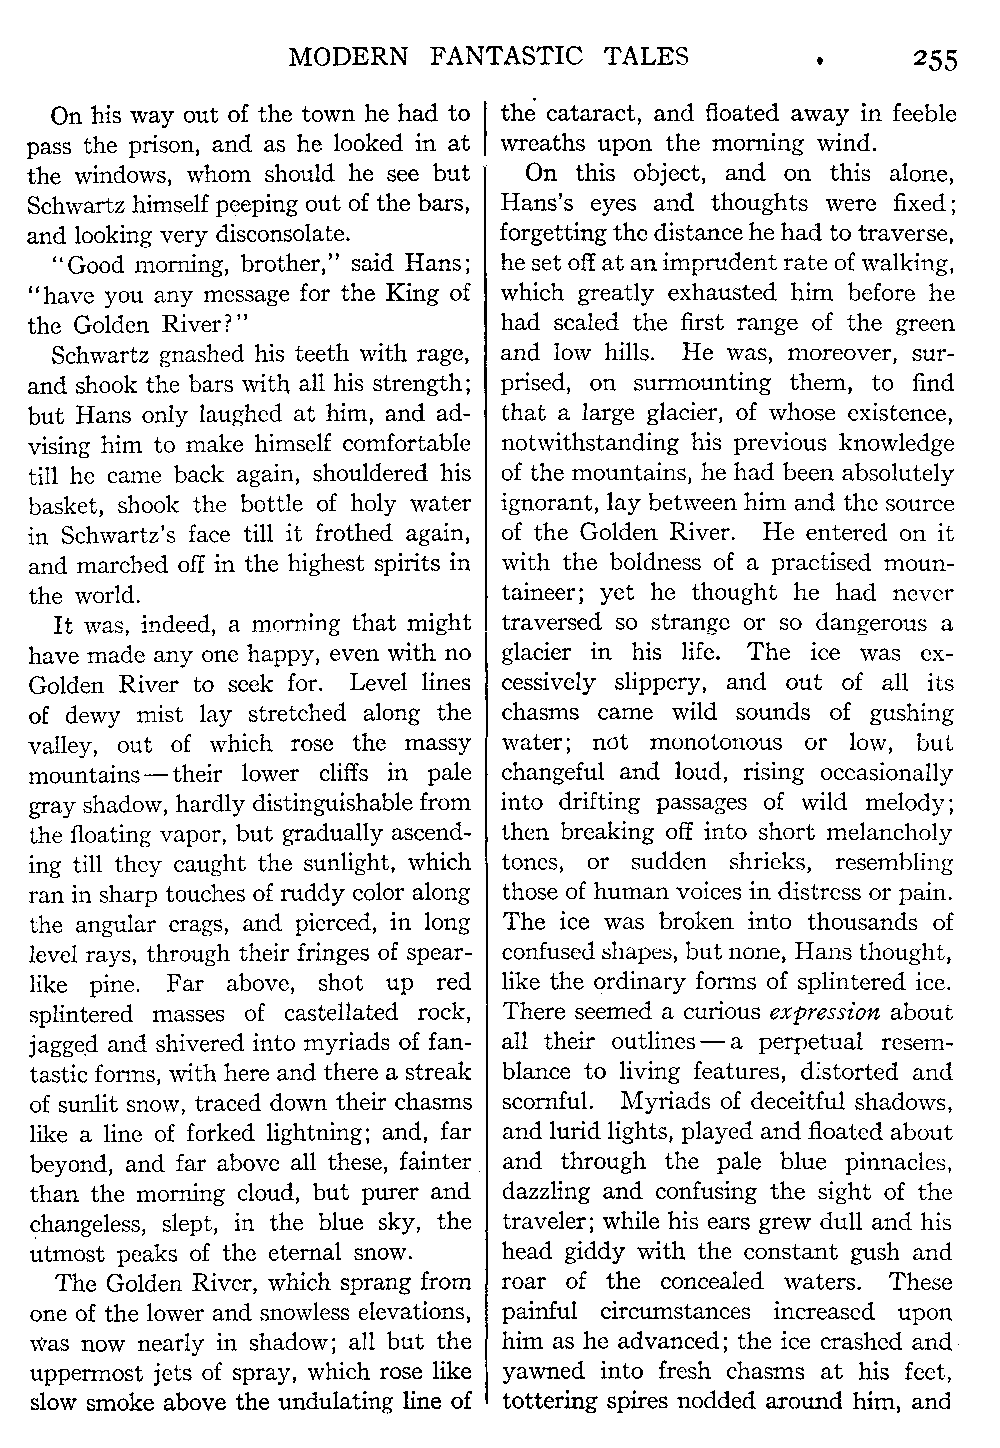 MODERN FANTASTIC TALES 255
On his way out of the town he had to
pass the prison, and as he looked in at
the windows, whom should he see but
Schwartz himself peeping out of the bars,
and looking very disconsolate.
"Good morning, brother," said Hans;
"have you any message for the King of
the Golden River?"
Schwartz gnashed his teeth with rage,
and shook the bars with all his strength;
but Hans only laughed at him, and ad-
vising him to make himself comfortable
till he came back again, shouldered his
basket, shook the bottle of holy water
in Schwartz's face till it frothed again,
and marched off in the highest spirits in
the world.
It was, indeed, a morning that might
have made any one happy, even with no
Golden River to seek for. Level lines
of dewy mist lay stretched along the
valley, out of which rose the massy
mountains—their lower cliffs in pale
gray shadow, hardly distinguishable from
the floating vapor, but gradually ascend-
ing till they caught the sunlight, which
ran in sharp touches of ruddy color along
the angular crags, and pierced, in long
level rays, through their fringes of spear-
like pine. Far above, shot up red
splintered masses of castellated rock,
jagged and shivered into myriads of fan-
tastic forms, with here and there a streak
of sunlit snow, traced down their chasms
like a line of forked lightning; and, far
beyond, and far above all these, fainter
than the morning cloud, but purer and
changeless, slept, in the blue sky, the
utmost peaks of the eternal snow.
The Golden River, which sprang from
one of the lower and snowless elevations,
was now nearly in shadow; all but the
uppermost jets of spray, which rose like
slow smoke above the undulating line of
the cataract, and floated away in feeble
wreaths upon the morning wind.
On this object, and on this alone,
Hans's eyes and thoughts were fixed;
forgetting the distance he had to traverse,
he set off at an imprudent rate of walking,
which greatly exhausted him before he
had scaled the first range of the green
and low hills. He was, moreover, sur-
prised, on surmounting them, to find
that a large glacier, of whose existence,
notwithstanding his previous knowledge
of the mountains, he had been absolutely
ignorant, lay between him and the source
of the Golden River. He entered on it
with the boldness of a practised moun-
taineer; yet he thought he had never
traversed so strange or so dangerous a
glacier in his life. The ice was ex-
cessively slippery, and out of all its
chasms came wild sounds of gushing
water; not monotonous or low, but
changeful and loud, rising occasionally
into drifting passages of wild melody;
then breaking off into short melancholy
tones, or sudden shrieks, resembling
those of human voices in distress or pain.
The ice was broken into thousands of
confused shapes, but none, Hans thought,
like the ordinary forms of splintered ice.
There seemed a curious expression about
all their outlines—a perpetual resem-
blance to living features, distorted and
scornful. Myriads of deceitful shadows,
and lurid lights, played and floated about
and through the pale blue pinnacles,
dazzling and confusing the sight of the
traveler; while his ears grew dull and his
head giddy with the constant gush and
roar of the concealed waters. These
painful circumstances increased upon
him as he advanced; the ice crashed and
yawned into fresh chasms at his feet,
tottering spires nodded around him, and